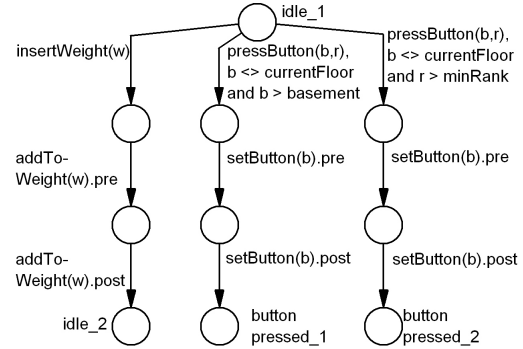 idle_1
insertWeight(w)
pressButton(b,r),
b <> currentFloor
and b > basement
pressButton(b,r),
b <> currentFloor
and r > minRank
addTo-
Weight(w).pre
setButton(b).pre
setButton(b).pre
addTo-
Weight(w).post
setButton(b).post
setButton(b).post
idle_2
button
pressed_1
button
pressed_2